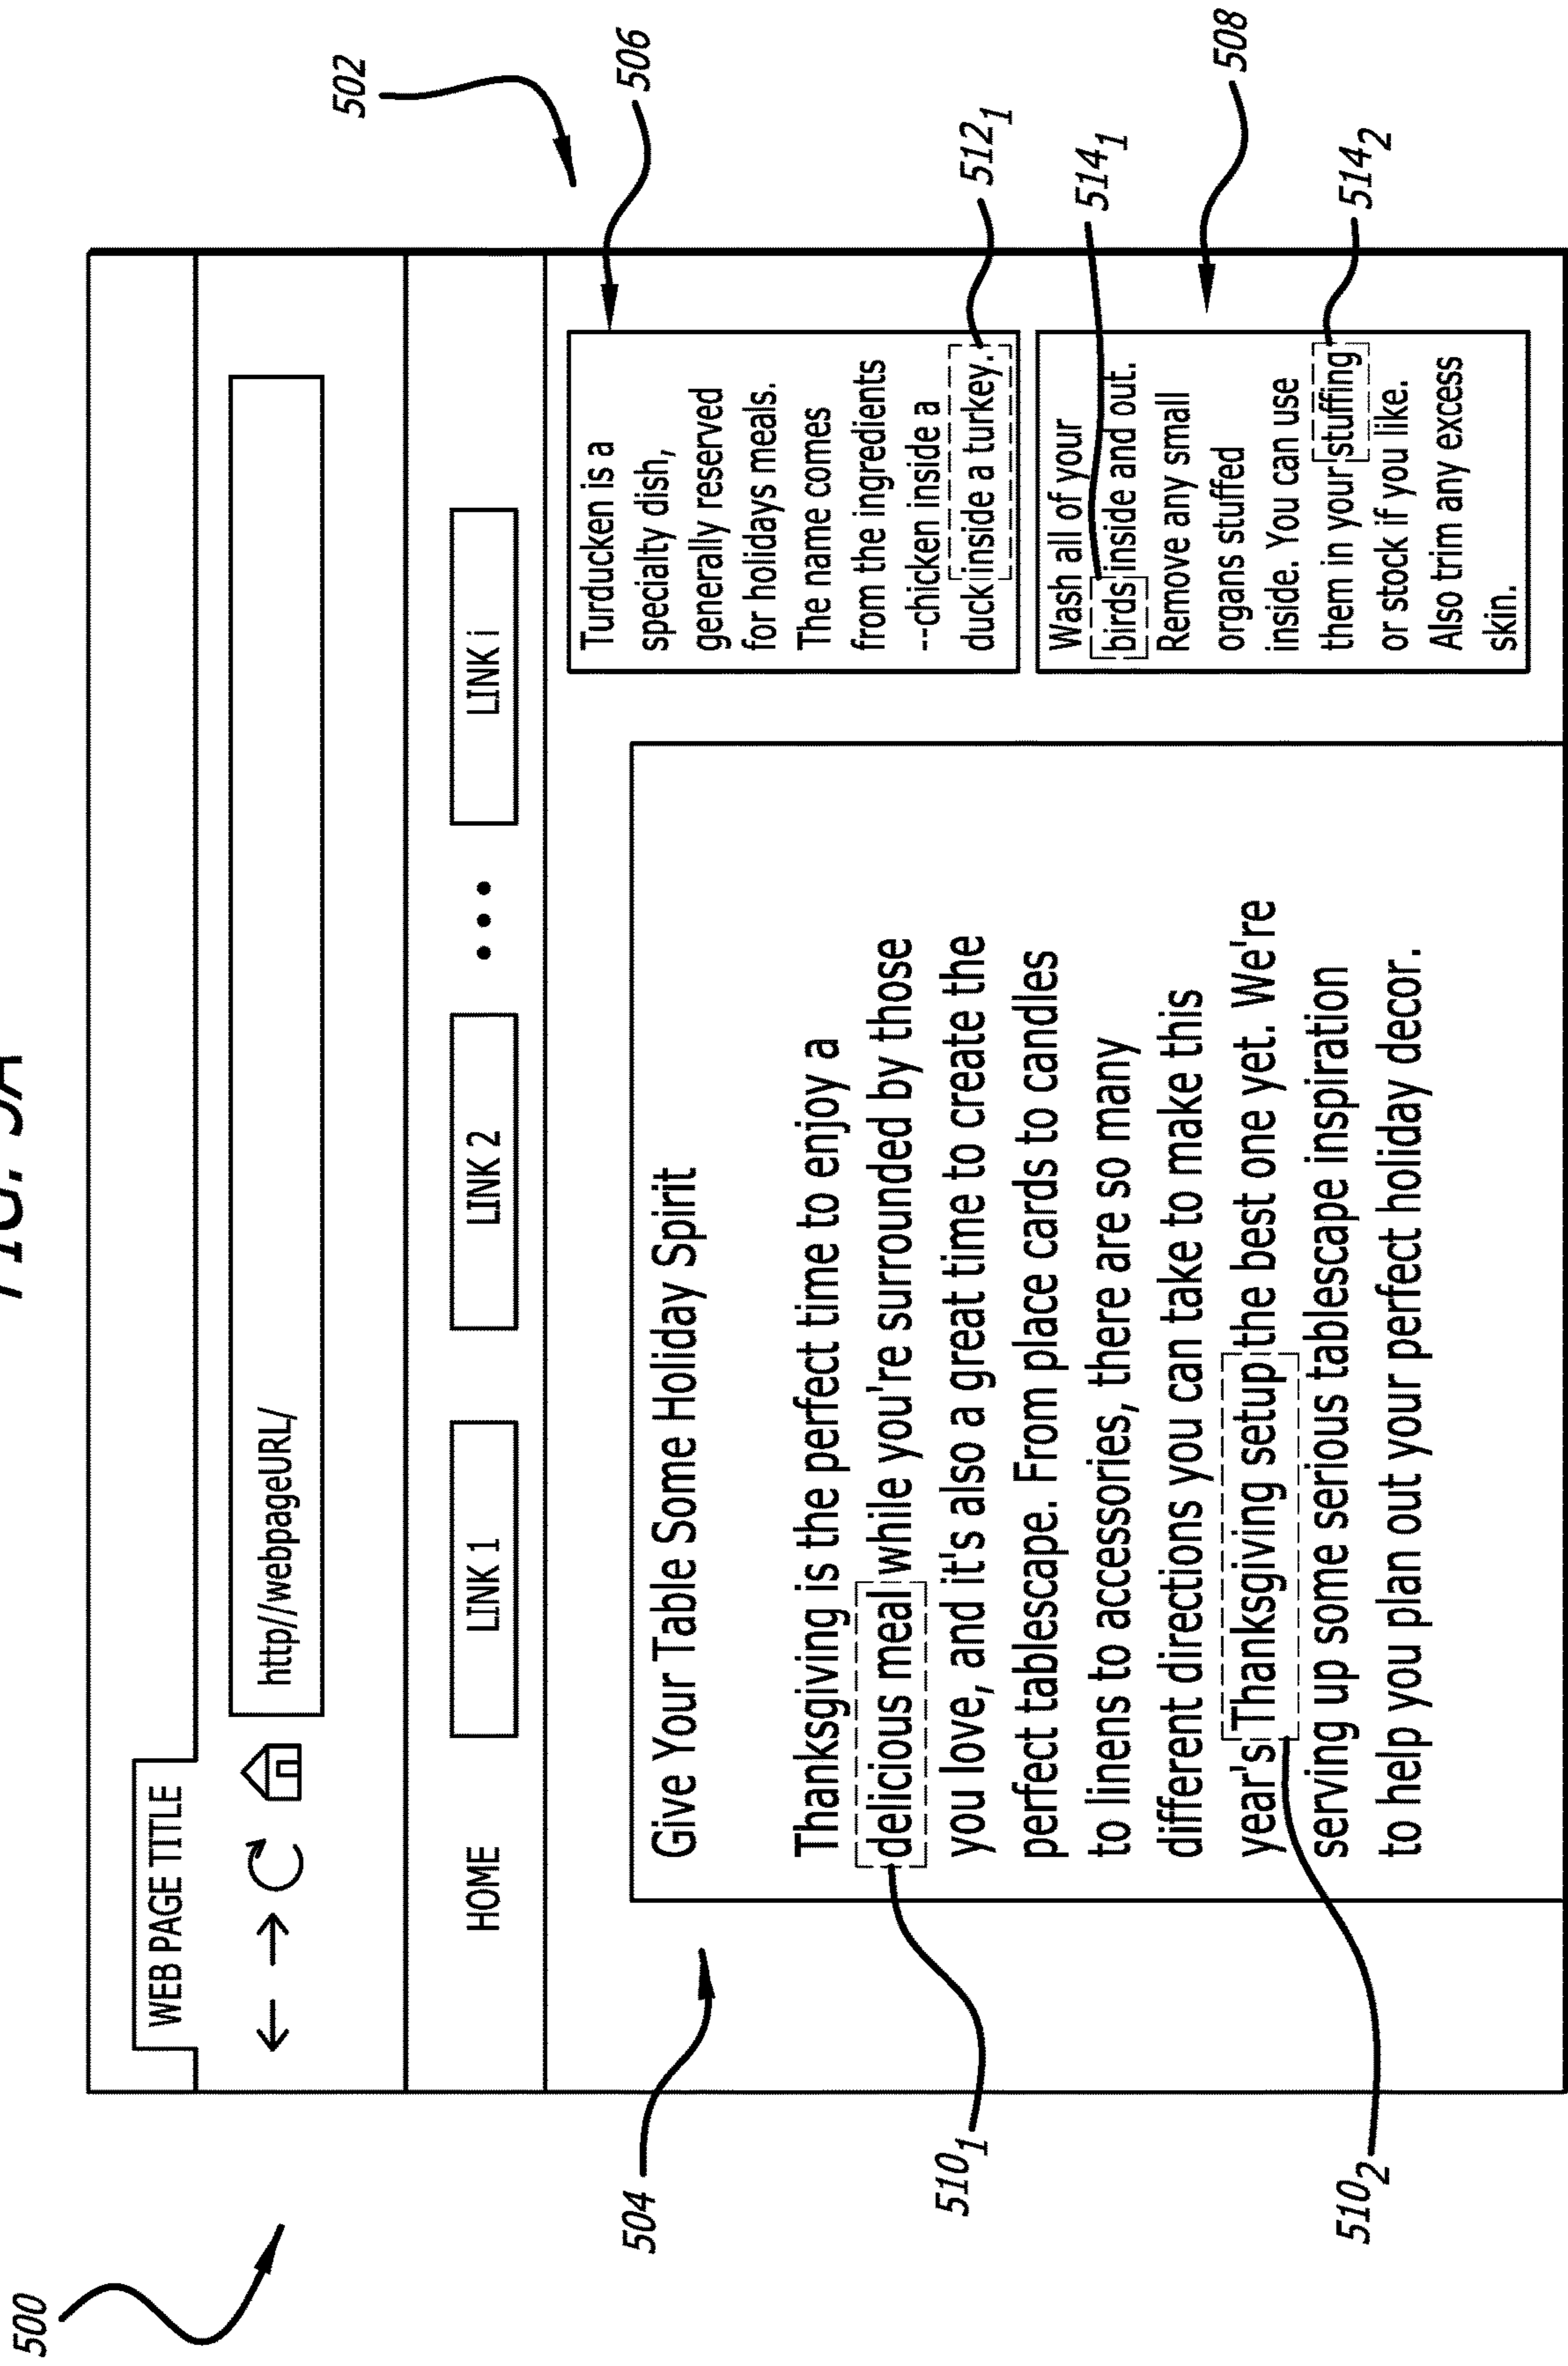 FIG. 5A
500
502
WEB PAGE TITLE
http//webpageURL/
HOME
LINK 1
LINK 2
• • •
LINK i
504
Give Your Table Some Holiday Spirit
Thanksgiving is the perfect time to enjoy a
delicious meal while you're surrounded by those
you love, and it's also a great time to create the
perfect tablescape. From place cards to candles
to linens to accessories, there are so many
different directions you can take to make this
year's Thanksgiving setup the best one yet. We're
serving up some serious tablescape inspiration
to help you plan out your perfect holiday decor.
510₁
510₂
506
Turducken is a
specialty dish,
generally reserved
for holidays meals.
The name comes
from the ingredients
--chicken inside a
duck inside a turkey.
512₁
514₁
Wash all of your
birds inside and out.
Remove any small
organs stuffed
inside. You can use
them in your stuffing
or stock if you like.
Also trim any excess
skin.
508
514₂